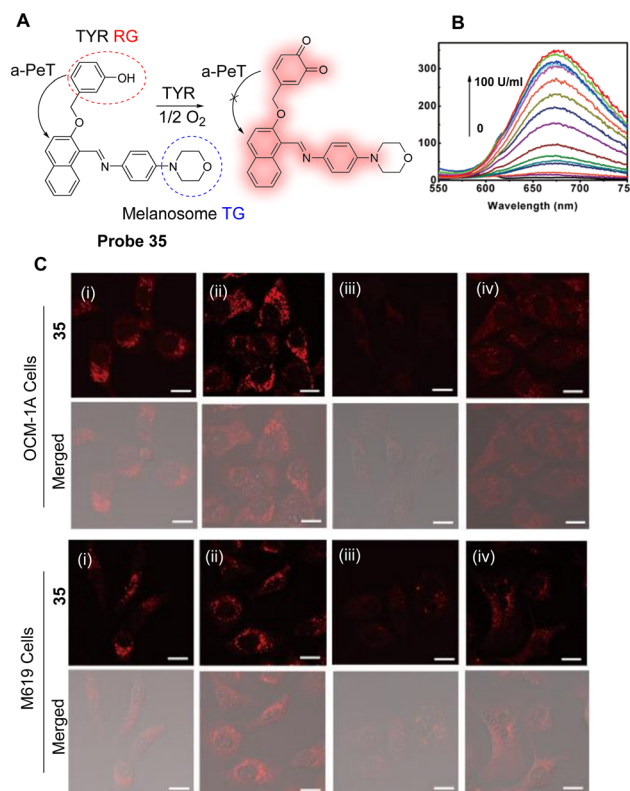 A
TYR RG
a-PeT
OH
O
N
N
O
TYR
1/2 O2
Melanosome TG
Probe 35
a-PeT
O
O
O
N
N
O
B
300
200
100
0
100 U/ml
0
550 600 650 700 75
Wavelength (nm)
C
OCM-1A Cells
35
(i) (ii) (iii) (iv)
Merged
M619 Cells
35
(i) (ii) (iii) (iv)
Merged